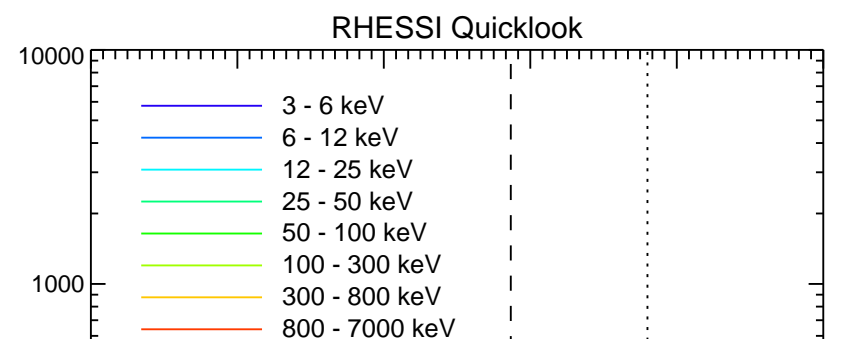 RHESSI Quicklook
10000
3 - 6 keV
6 - 12 keV
12 - 25 keV
25 - 50 keV
50 - 100 keV
100 - 300 keV
1000
300 - 800 keV
800 - 7000 keV